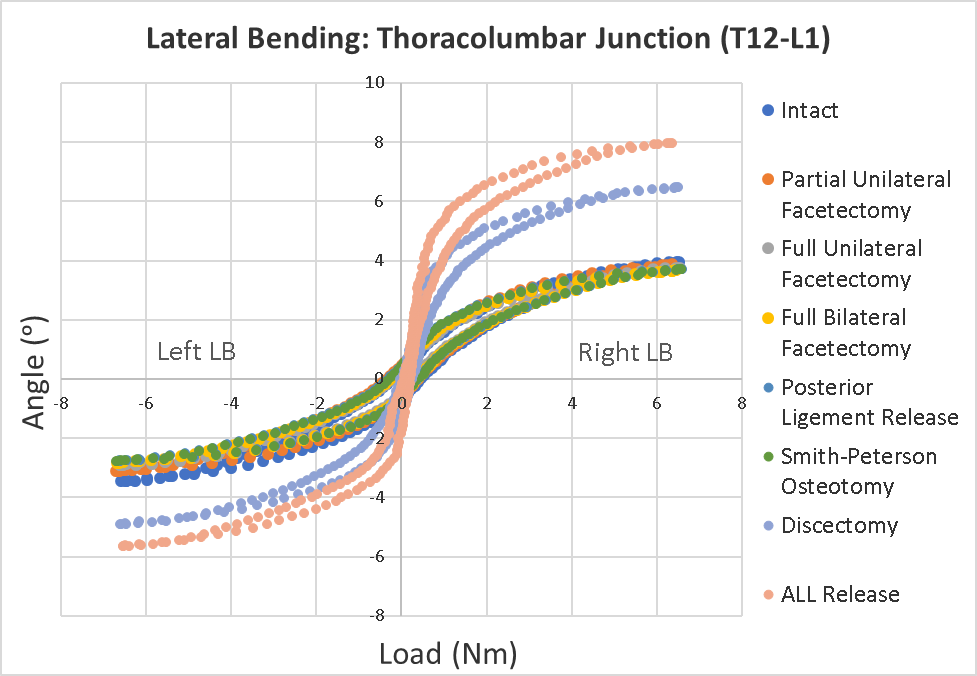 Lateral Bending: Thoracolumbar Junction (T12-L1)
10
8
6
4
2
0
-2
-4
-6
-8
-8
-6
-4
-2
0
2
4
6
8
Left LB
Right LB
Angle (º)
Load (Nm)
Intact
Partial Unilateral
Facetectomy
Full Unilateral
Facetectomy
Full Bilateral
Facetectomy
Posterior
Ligement Release
Smith-Peterson
Osteotomy
Discectomy
ALL Release